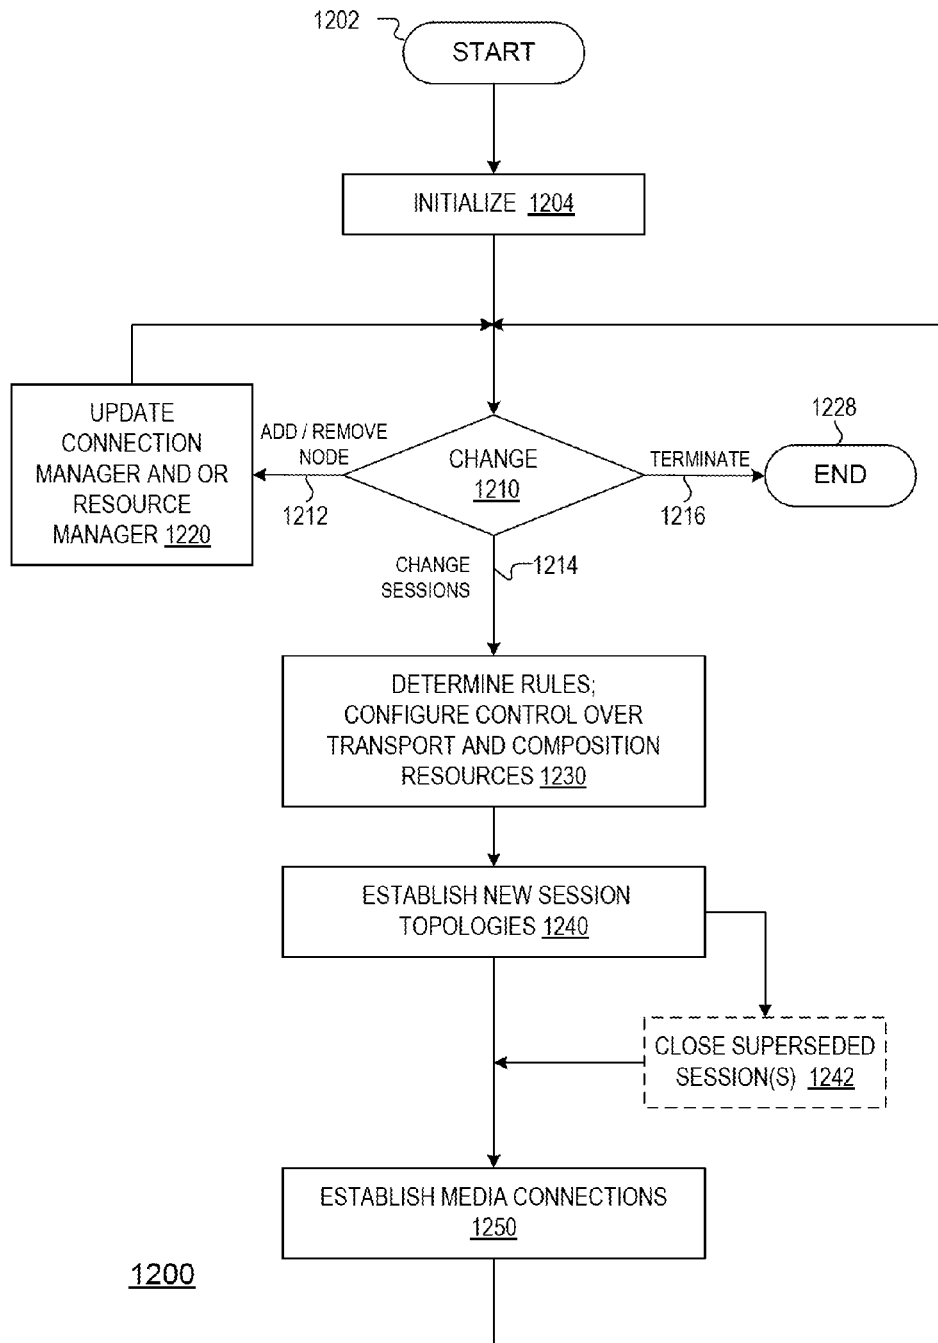 1202
START
INITIALIZE 1204
UPDATE
CONNECTION
MANAGER AND OR
RESOURCE
MANAGER 1220
ADD / REMOVE
NODE
1212
CHANGE
1210
TERMINATE
1216
1228
END
CHANGE
SESSIONS
1214
DETERMINE RULES;
CONFIGURE CONTROL OVER
TRANSPORT AND COMPOSITION
RESOURCES 1230
ESTABLISH NEW SESSION
TOPOLOGIES 1240
CLOSE SUPERSEDED
SESSION(S) 1242
ESTABLISH MEDIA CONNECTIONS
1250
1200